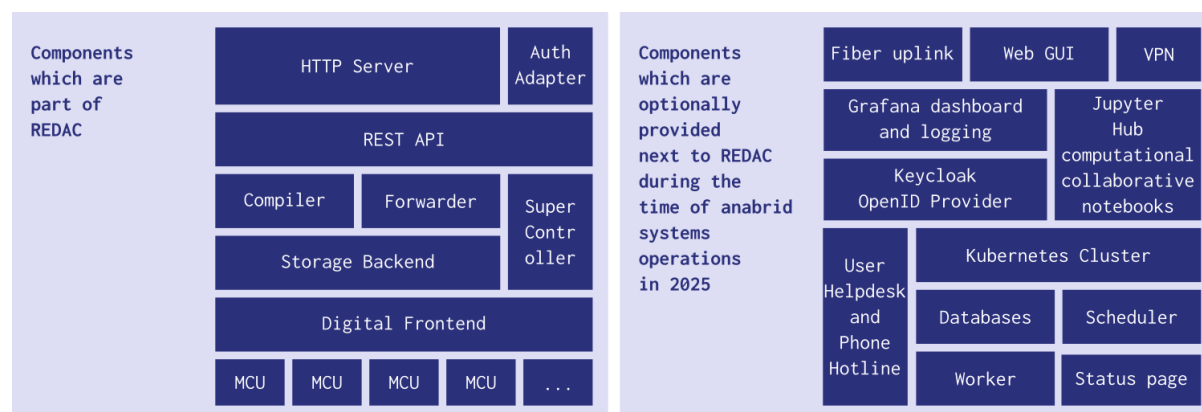 Components
which are
part of
REDAC
HTTP Server
Auth
Adapter
REST API
Compiler
Forwarder
Super
Contr
oller
Storage Backend
Digital Frontend
MCU
MCU
MCU
MCU
...
Components
which are
optionally
provided
next to REDAC
during the
time of anabrid
systems
operations
in 2025
Fiber uplink
Web GUI
VPN
Grafana dashboard
and logging
Jupyter
Hub
computational
collaborative
notebooks
Keycloak
OpenID Provider
User
Helpdesk
and
Phone
Hotline
Kubernetes Cluster
Databases
Scheduler
Worker
Status page